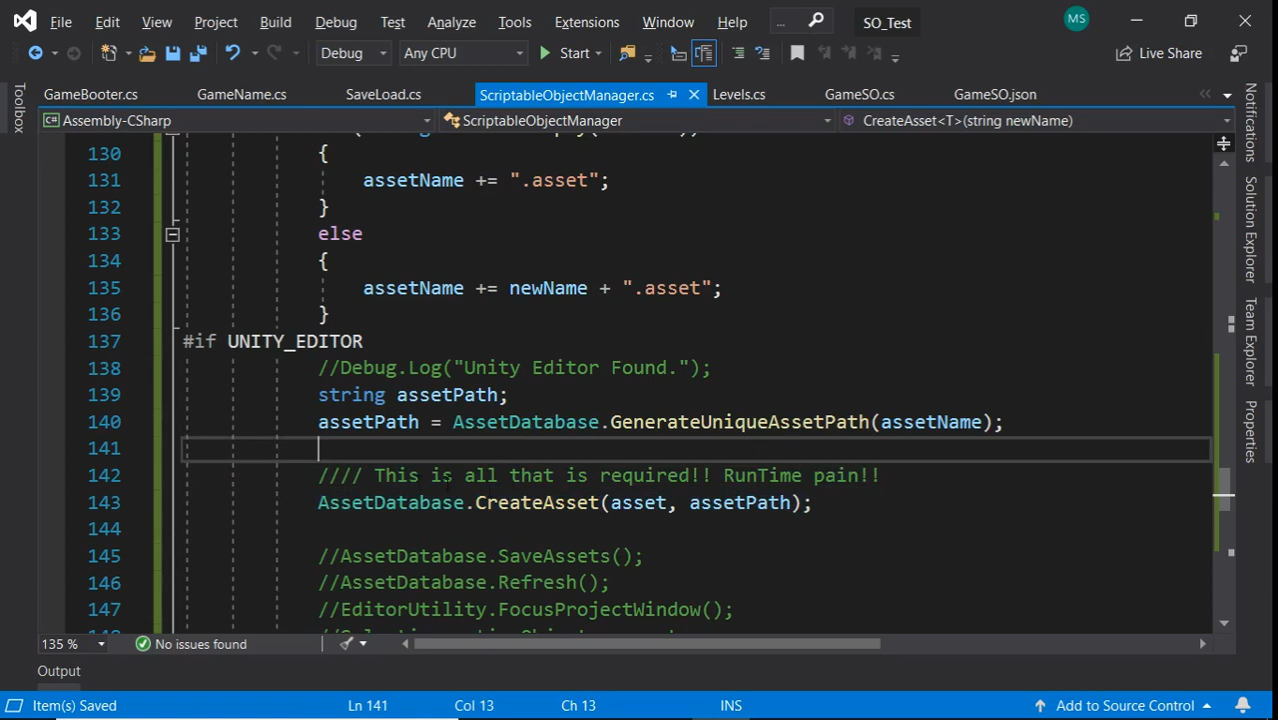 File Edit View Project Build Debug Test Analyze Tools Extensions Window Help ... SO_Test MS
Debug Any CPU Start Live Share
GameBooter.cs GameName.cs SaveLoad.cs ScriptableObjectManager.cs Levels.cs GameSO.cs GameSO.json
Assembly-CSharp ScriptableObjectManager CreateAsset<T>(string newName)
Toolbox
130 {
131 assetName += ".asset";
132 }
133 else
134 {
135 assetName += newName + ".asset";
136 }
137 #if UNITY_EDITOR
138 //Debug.Log("Unity Editor Found.");
139 string assetPath;
140 assetPath = AssetDatabase.GenerateUniqueAssetPath(assetName);
141
142 //// This is all that is required!! RunTime pain!!
143 AssetDatabase.CreateAsset(asset, assetPath);
144
145 //AssetDatabase.SaveAssets();
146 //AssetDatabase.Refresh();
147 //EditorUtility.FocusProjectWindow();
Notifications
Solution Explorer
Team Explorer
Properties
135 % No issues found
Output
Item(s) Saved Ln 141 Col 13 Ch 13 INS Add to Source Control